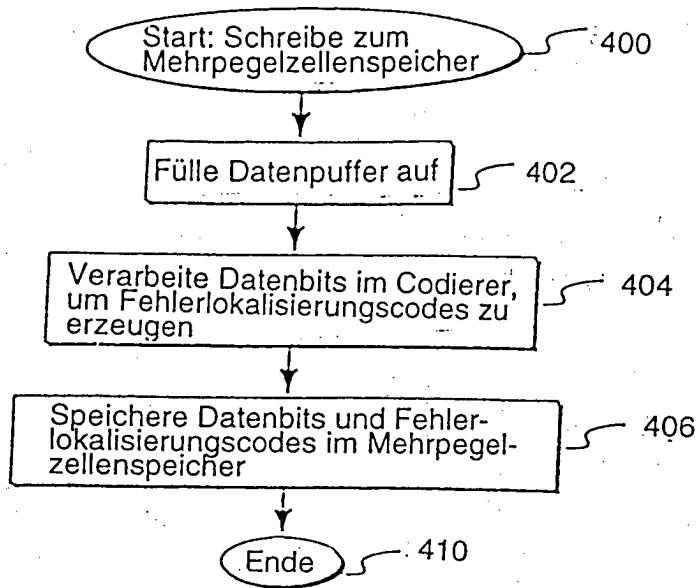 Start: Schreibe zum
Mehrpegelzellenspeicher
400
Fülle Datenpuffer auf
402
Verarbeite Datenbits im Codierer,
um Fehlerlokalisierungscodes zu
erzeugen
404
Speichere Datenbits und Fehler-
lokalisierungscodes im Mehrpegel-
zellenspeicher
406
Ende
410